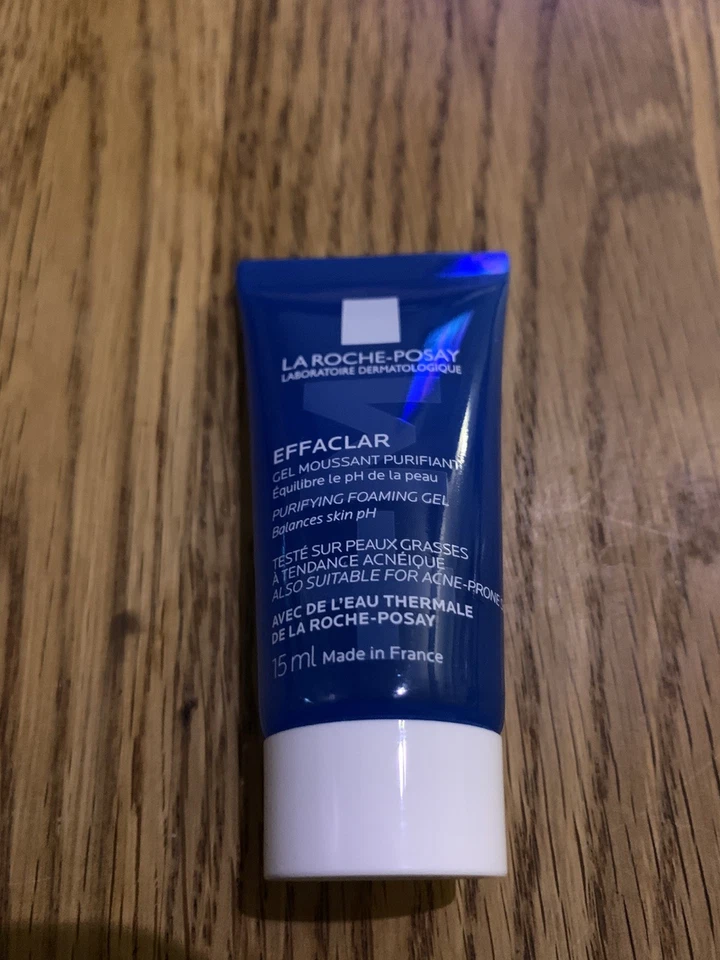 LA ROCHE-POSAY
LABORATOIRE DERMATOLOGIQUE
EFFACLAR
GEL MOUSSANT PURIFIANT
Équilibre le pH de la peau
PURIFYING FOAMING GEL
Balances skin pH
TESTÉ SUR PEAUX GRASSES
À TENDANCE ACNÉIQUE
ALSO SUITABLE FOR ACNE-PRONE
AVEC DE L'EAU THERMALE
DE LA ROCHE-POSAY
15 ml Made in France